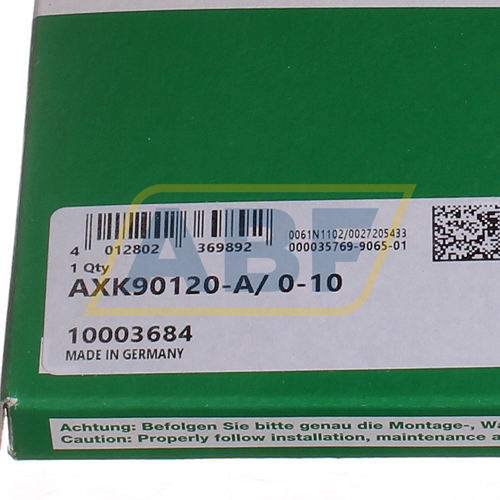 0061N1102/0027205433
000035769-9065-01
4 012802 369892
1 Qty
AXK90120-A/ 0-10
10003684
MADE IN GERMANY
ABF
Achtung: Befolgen Sie bitte genau die Montage-, Wa
Caution: Properly follow installation, maintenance a